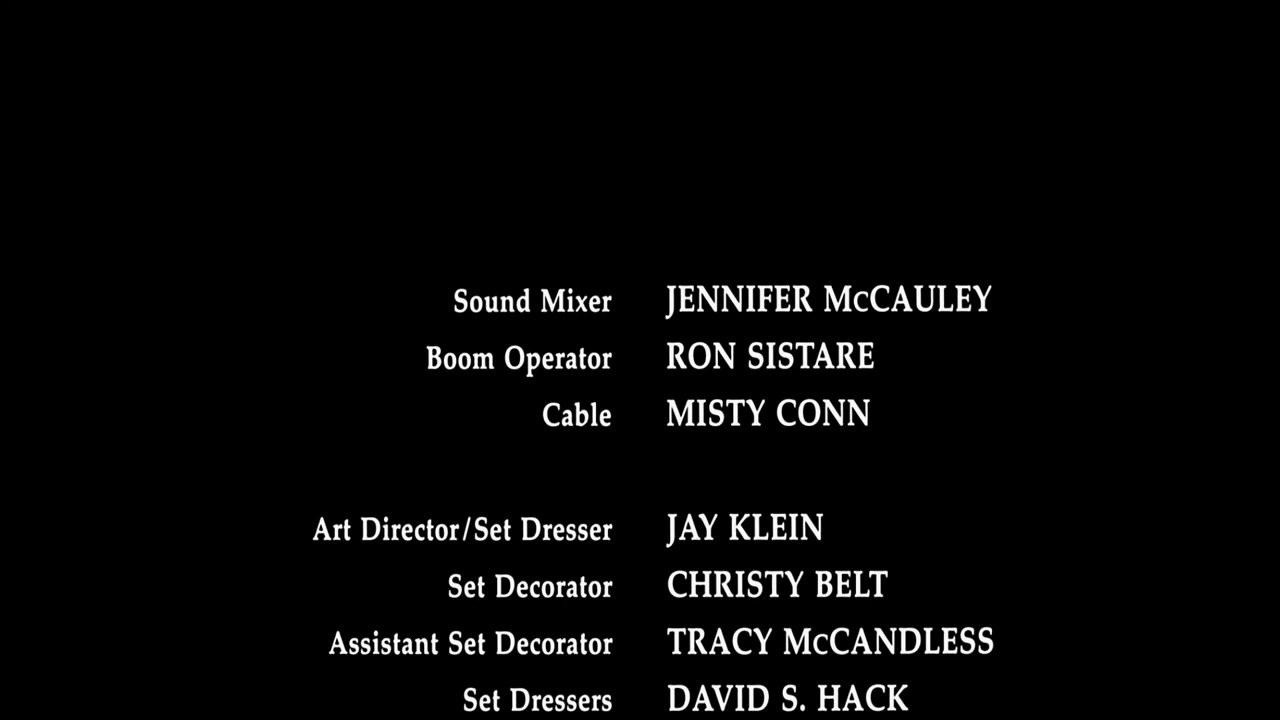 Sound Mixer JENNIFER McCAULEY
Boom Operator RON SISTARE
Cable MISTY CONN
Art Director/Set Dresser JAY KLEIN
Set Decorator CHRISTY BELT
Assistant Set Decorator TRACY McCANDLESS
Set Dressers DAVID S. HACK